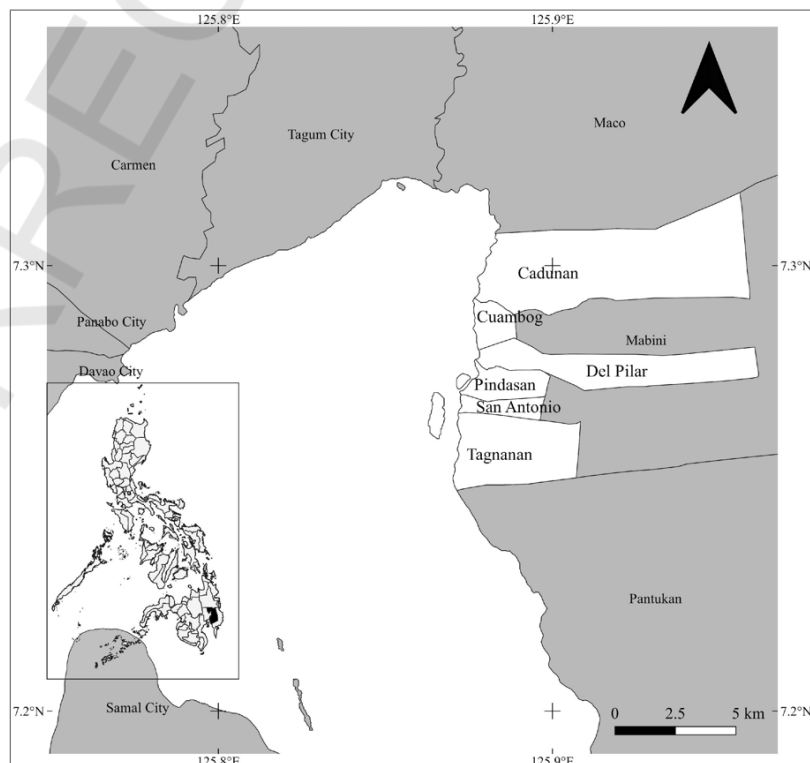 125.8°E
125.9°E
Maco
Tagum City
Carmen
7.3°N
7.3°N
Cadunan
Cuambog
Panabo City
Mabini
Davao City
Del Pilar
Pindasan
San Antonio
Tagnanan
Pantukan
7.2°N
Samal City
7.2°N
0 2.5 5 km
125.8°E
125.9°E